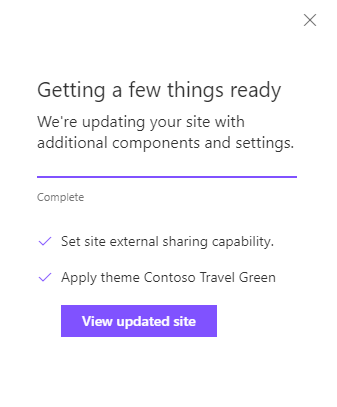 Getting a few things ready
We're updating your site with
additional components and settings.
Complete
Set site external sharing capability.
Apply theme Contoso Travel Green
View updated site